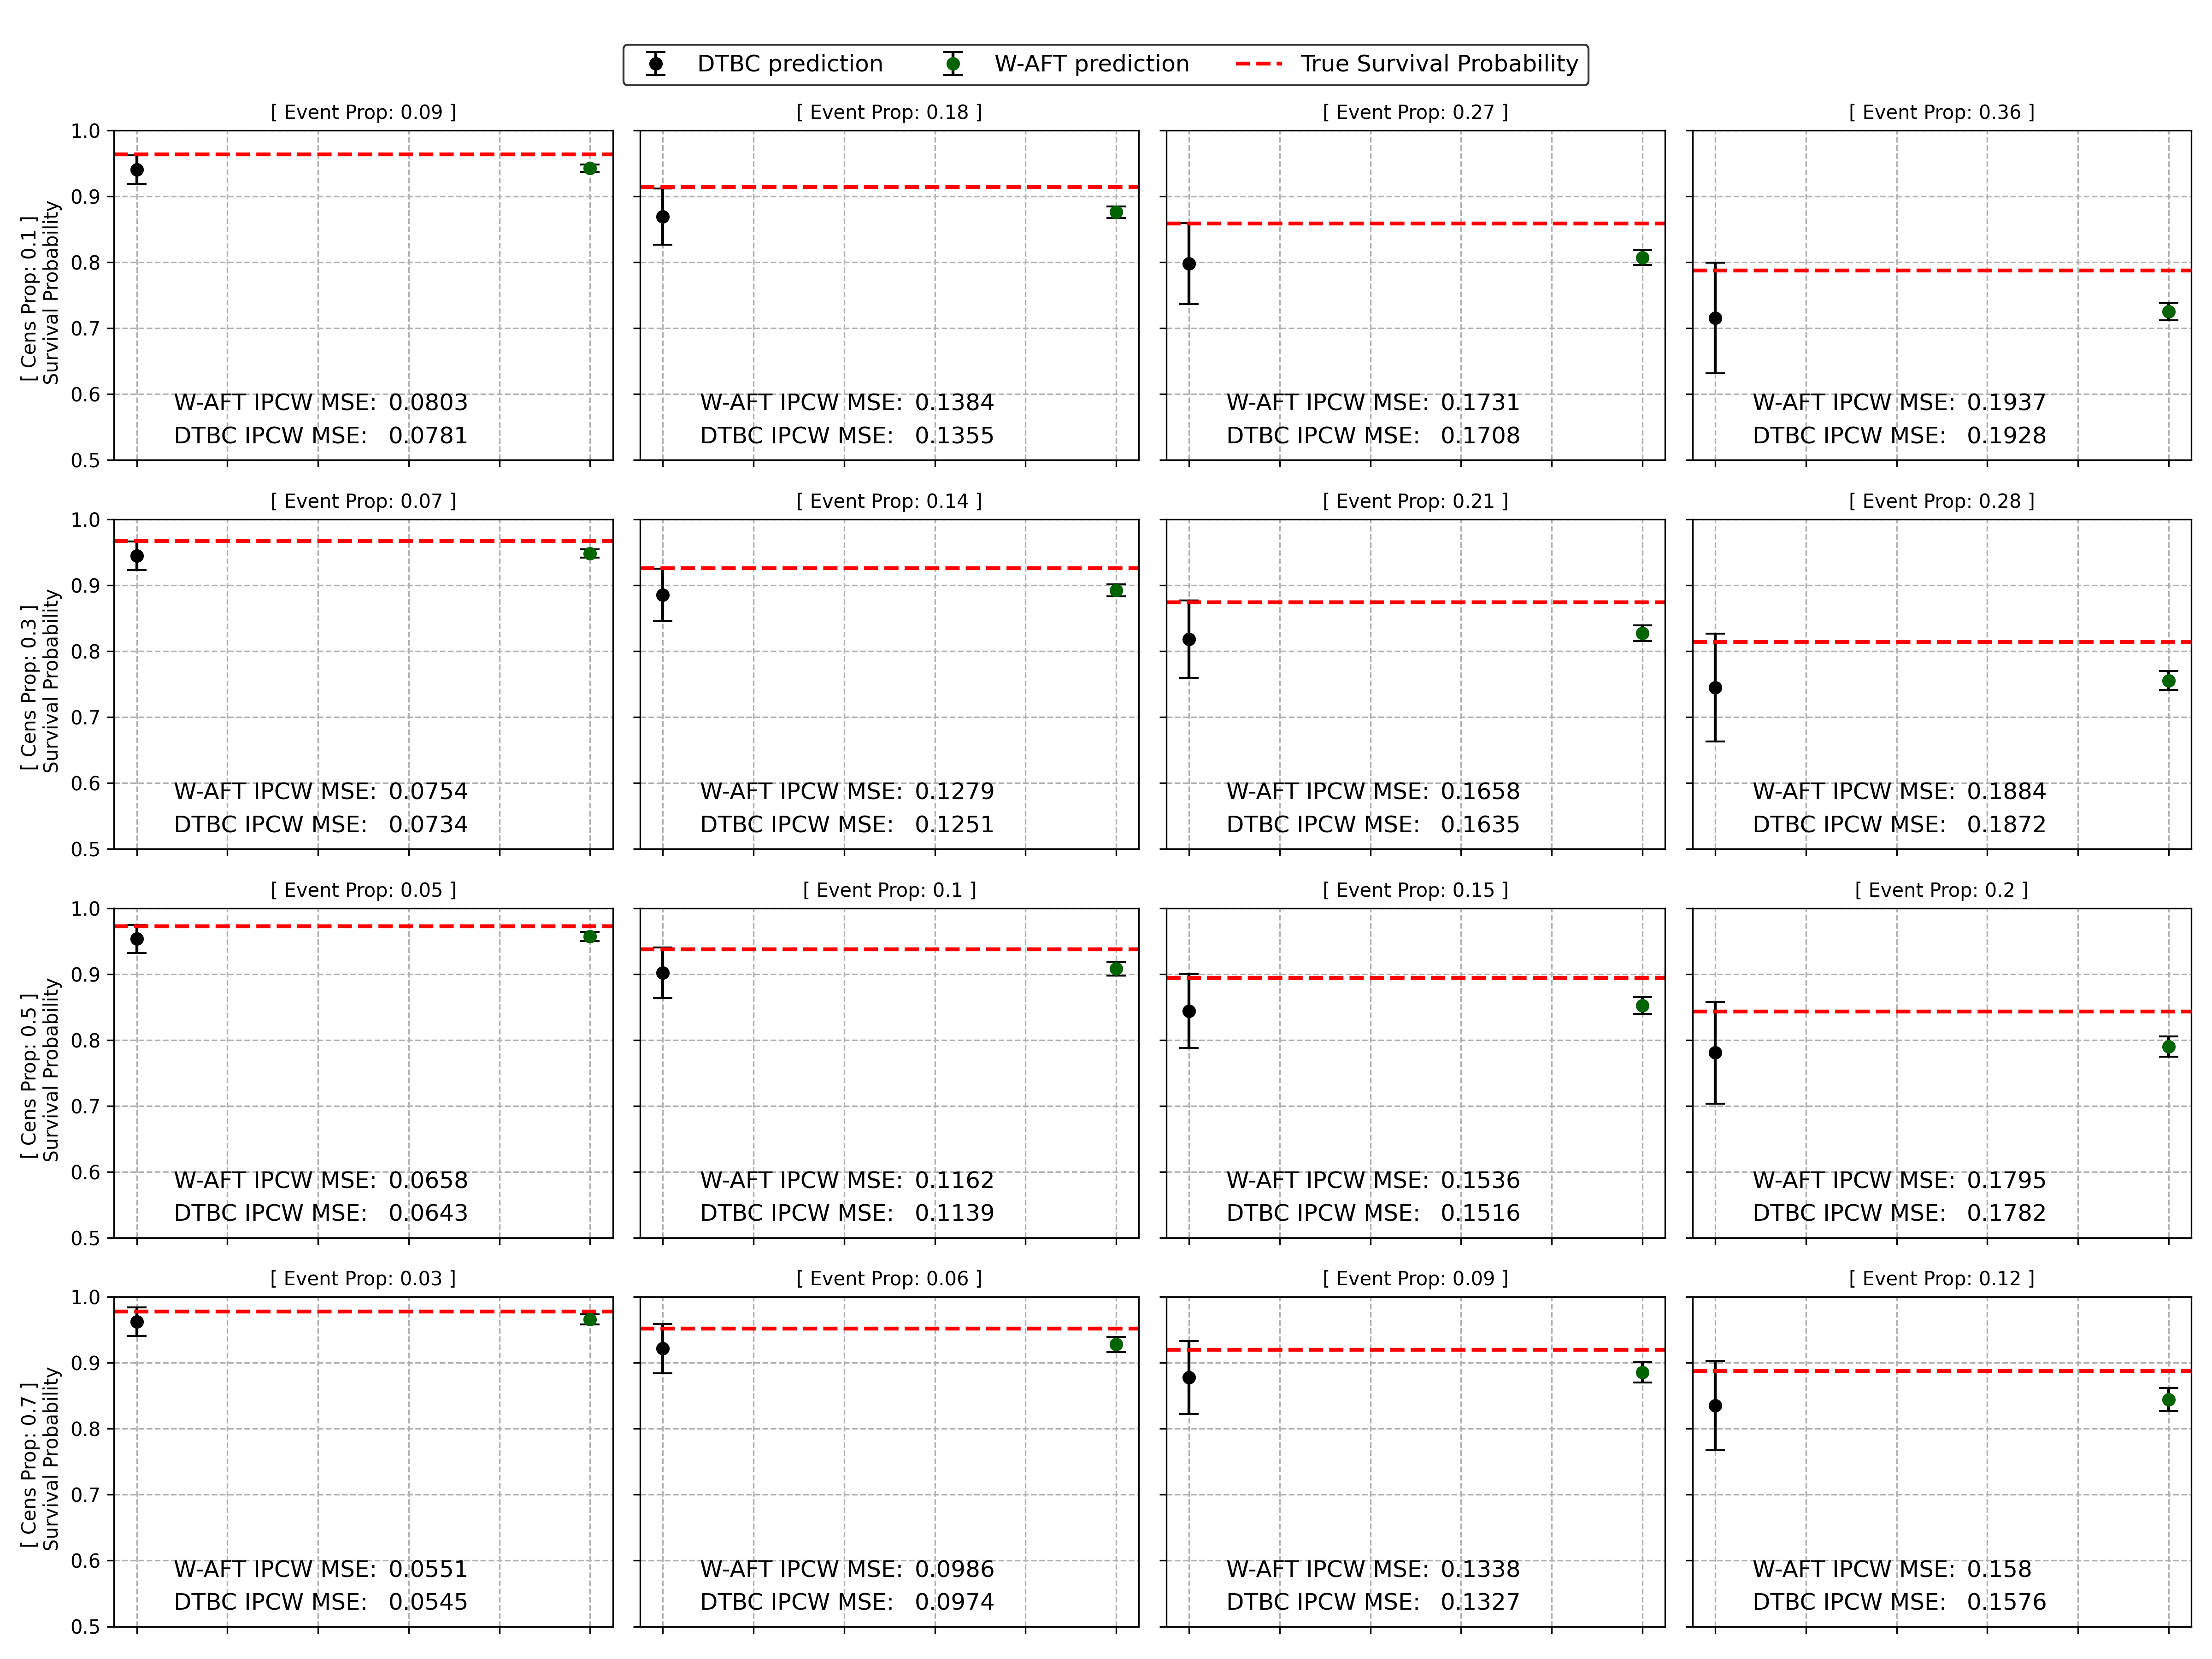 DTBC prediction W-AFT prediction True Survival Probability
[ Event Prop: 0.09 ] [ Event Prop: 0.18 ] [ Event Prop: 0.27 ] [ Event Prop: 0.36 ]
[ Cens Prop: 0.1 ]
Survival Probability
1.0
0.9
0.8
0.7
0.6
0.5
W-AFT IPCW MSE: 0.0803
DTBC IPCW MSE: 0.0781
W-AFT IPCW MSE: 0.1384
DTBC IPCW MSE: 0.1355
W-AFT IPCW MSE: 0.1731
DTBC IPCW MSE: 0.1708
W-AFT IPCW MSE: 0.1937
DTBC IPCW MSE: 0.1928
[ Event Prop: 0.07 ] [ Event Prop: 0.14 ] [ Event Prop: 0.21 ] [ Event Prop: 0.28 ]
[ Cens Prop: 0.3 ]
Survival Probability
1.0
0.9
0.8
0.7
0.6
0.5
W-AFT IPCW MSE: 0.0754
DTBC IPCW MSE: 0.0734
W-AFT IPCW MSE: 0.1279
DTBC IPCW MSE: 0.1251
W-AFT IPCW MSE: 0.1658
DTBC IPCW MSE: 0.1635
W-AFT IPCW MSE: 0.1884
DTBC IPCW MSE: 0.1872
[ Event Prop: 0.05 ] [ Event Prop: 0.1 ] [ Event Prop: 0.15 ] [ Event Prop: 0.2 ]
[ Cens Prop: 0.5 ]
Survival Probability
1.0
0.9
0.8
0.7
0.6
0.5
W-AFT IPCW MSE: 0.0658
DTBC IPCW MSE: 0.0643
W-AFT IPCW MSE: 0.1162
DTBC IPCW MSE: 0.1139
W-AFT IPCW MSE: 0.1536
DTBC IPCW MSE: 0.1516
W-AFT IPCW MSE: 0.1795
DTBC IPCW MSE: 0.1782
[ Event Prop: 0.03 ] [ Event Prop: 0.06 ] [ Event Prop: 0.09 ] [ Event Prop: 0.12 ]
[ Cens Prop: 0.7 ]
Survival Probability
1.0
0.9
0.8
0.7
0.6
0.5
W-AFT IPCW MSE: 0.0551
DTBC IPCW MSE: 0.0545
W-AFT IPCW MSE: 0.0986
DTBC IPCW MSE: 0.0974
W-AFT IPCW MSE: 0.1338
DTBC IPCW MSE: 0.1327
W-AFT IPCW MSE: 0.158
DTBC IPCW MSE: 0.1576